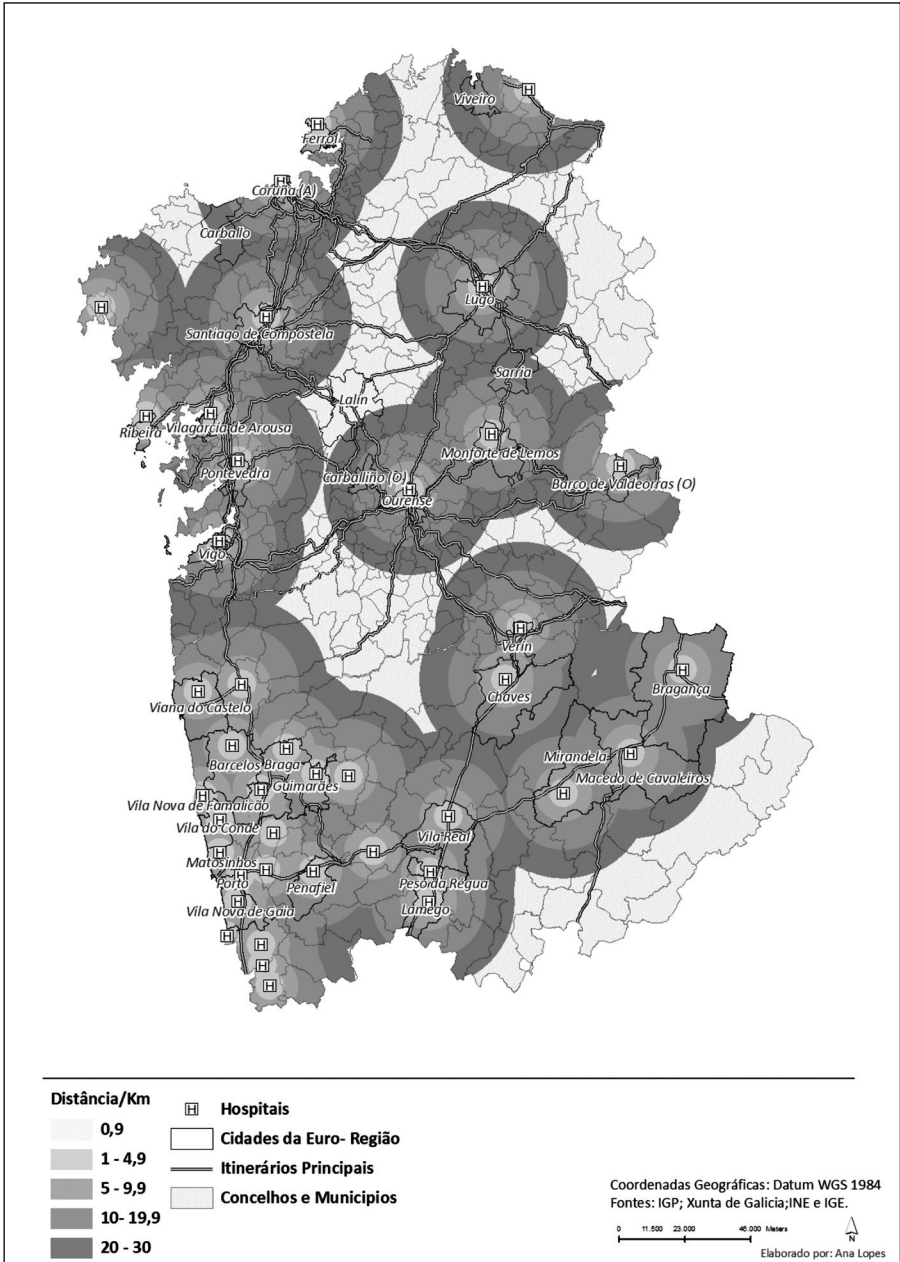 Viveiro
Ferrol
Coruña (A)
Carballo
Lugo
Santiago de Compostela
Sarria
Lalín
Ribeira
Vilagarcía de Arousa
Monforte de Lemos
Pontevedra
Carballiño (O)
Barco de Valdeorras (O)
Ourense
Vigo
Verín
Chaves
Bragança
Viana do Castelo
Barcelos
Braga
Mirandela
Guimarães
Macedo de Cavaleiros
Vila Nova de Famalicão
Vila do Conde
Vila Real
Matosinhos
Porto
Penafiel
Peso da Régua
Vila Nova de Gaia
Lamego
Distância/Km
0,9
1 - 4,9
5 - 9,9
10- 19,9
20 - 30
H Hospitais
Cidades da Euro- Região
Itinerários Principais
Concelhos e Municipios
Coordenadas Geográficas: Datum WGS 1984
Fontes: IGP; Xunta de Galicia;INE e IGE.
0 11.500 23.000 46.000 Meters
N
Elaborado por: Ana Lopes